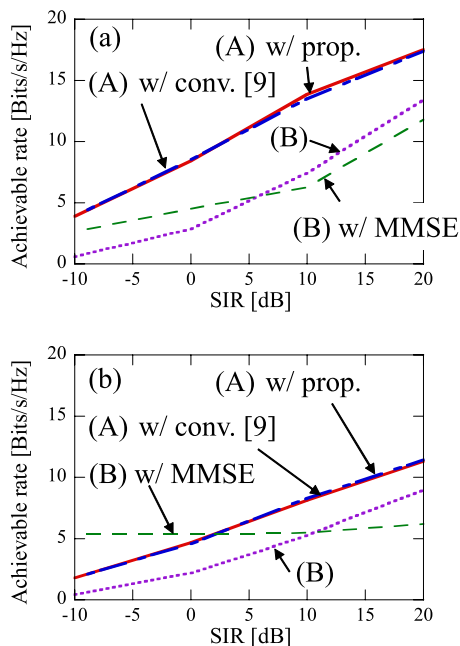 (a)
(A) w/ prop.
(A) w/ conv. [9]
(B)
(B) w/ MMSE
Achievable rate [Bits/s/Hz]
20
15
10
5
0
-10 -5 0 5 10 15 20
SIR [dB]
(b)
(A) w/ prop.
(A) w/ conv. [9]
(B) w/ MMSE
(B)
Achievable rate [Bits/s/Hz]
20
15
10
5
0
-10 -5 0 5 10 15 20
SIR [dB]